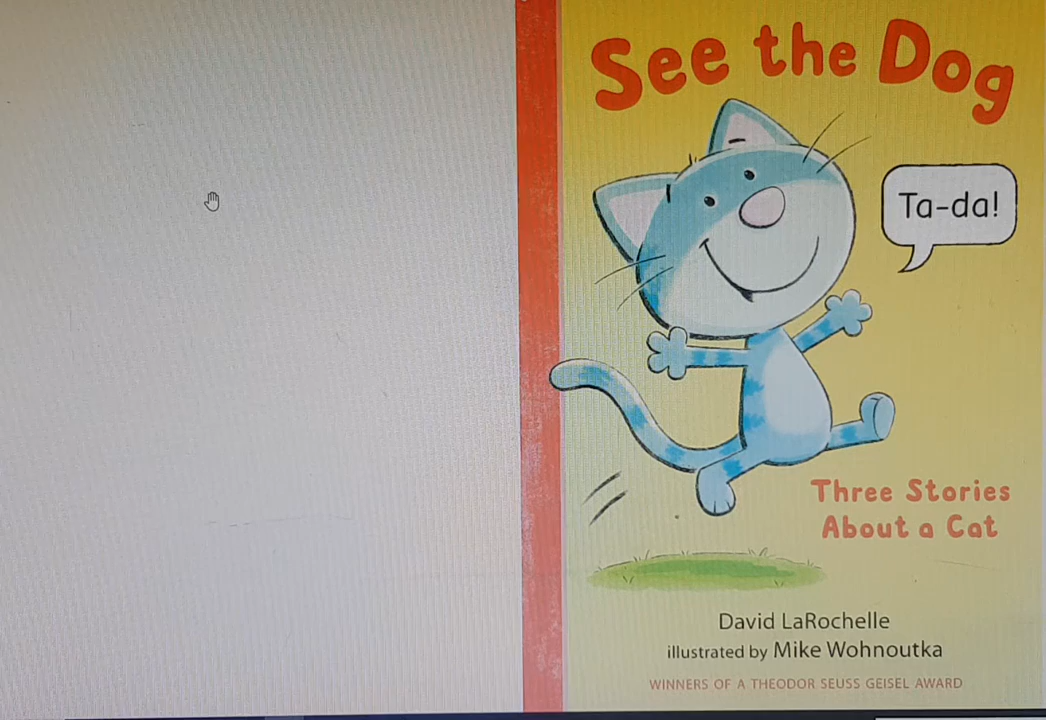 See the Dog
Ta-da!
Three Stories
About a Cat
David LaRochelle
illustrated by Mike Wohnoutka
WINNERS OF A THEODOR SEUSS GEISEL AWARD